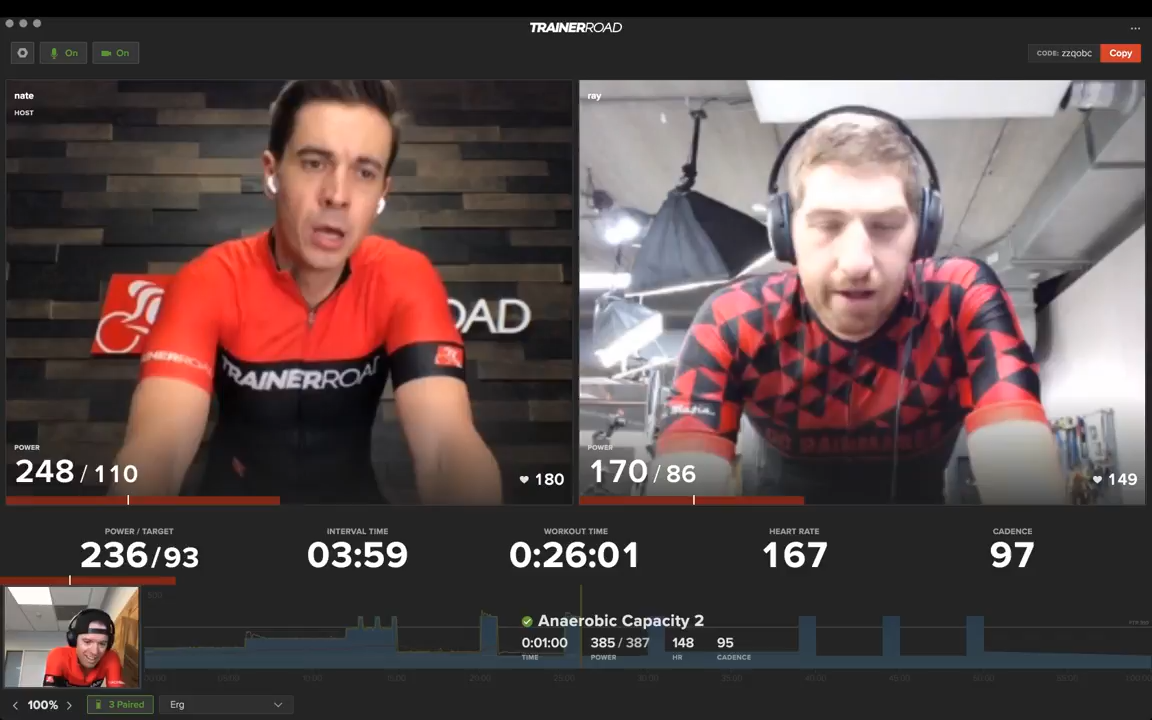 TRAINERROAD
On
On
CODE: zzqobc
Copy
nate
HOST
ray
OAD
TRAINERROAD
POWER
248 / 110
180
POWER
170 / 86
149
POWER / TARGET
236/93
INTERVAL TIME
03:59
WORKOUT TIME
0:26:01
HEART RATE
167
CADENCE
97
Anaerobic Capacity 2
0:01:00
TIME
385 / 387
POWER
148
HR
95
CADENCE
100%
3 Paired
Erg